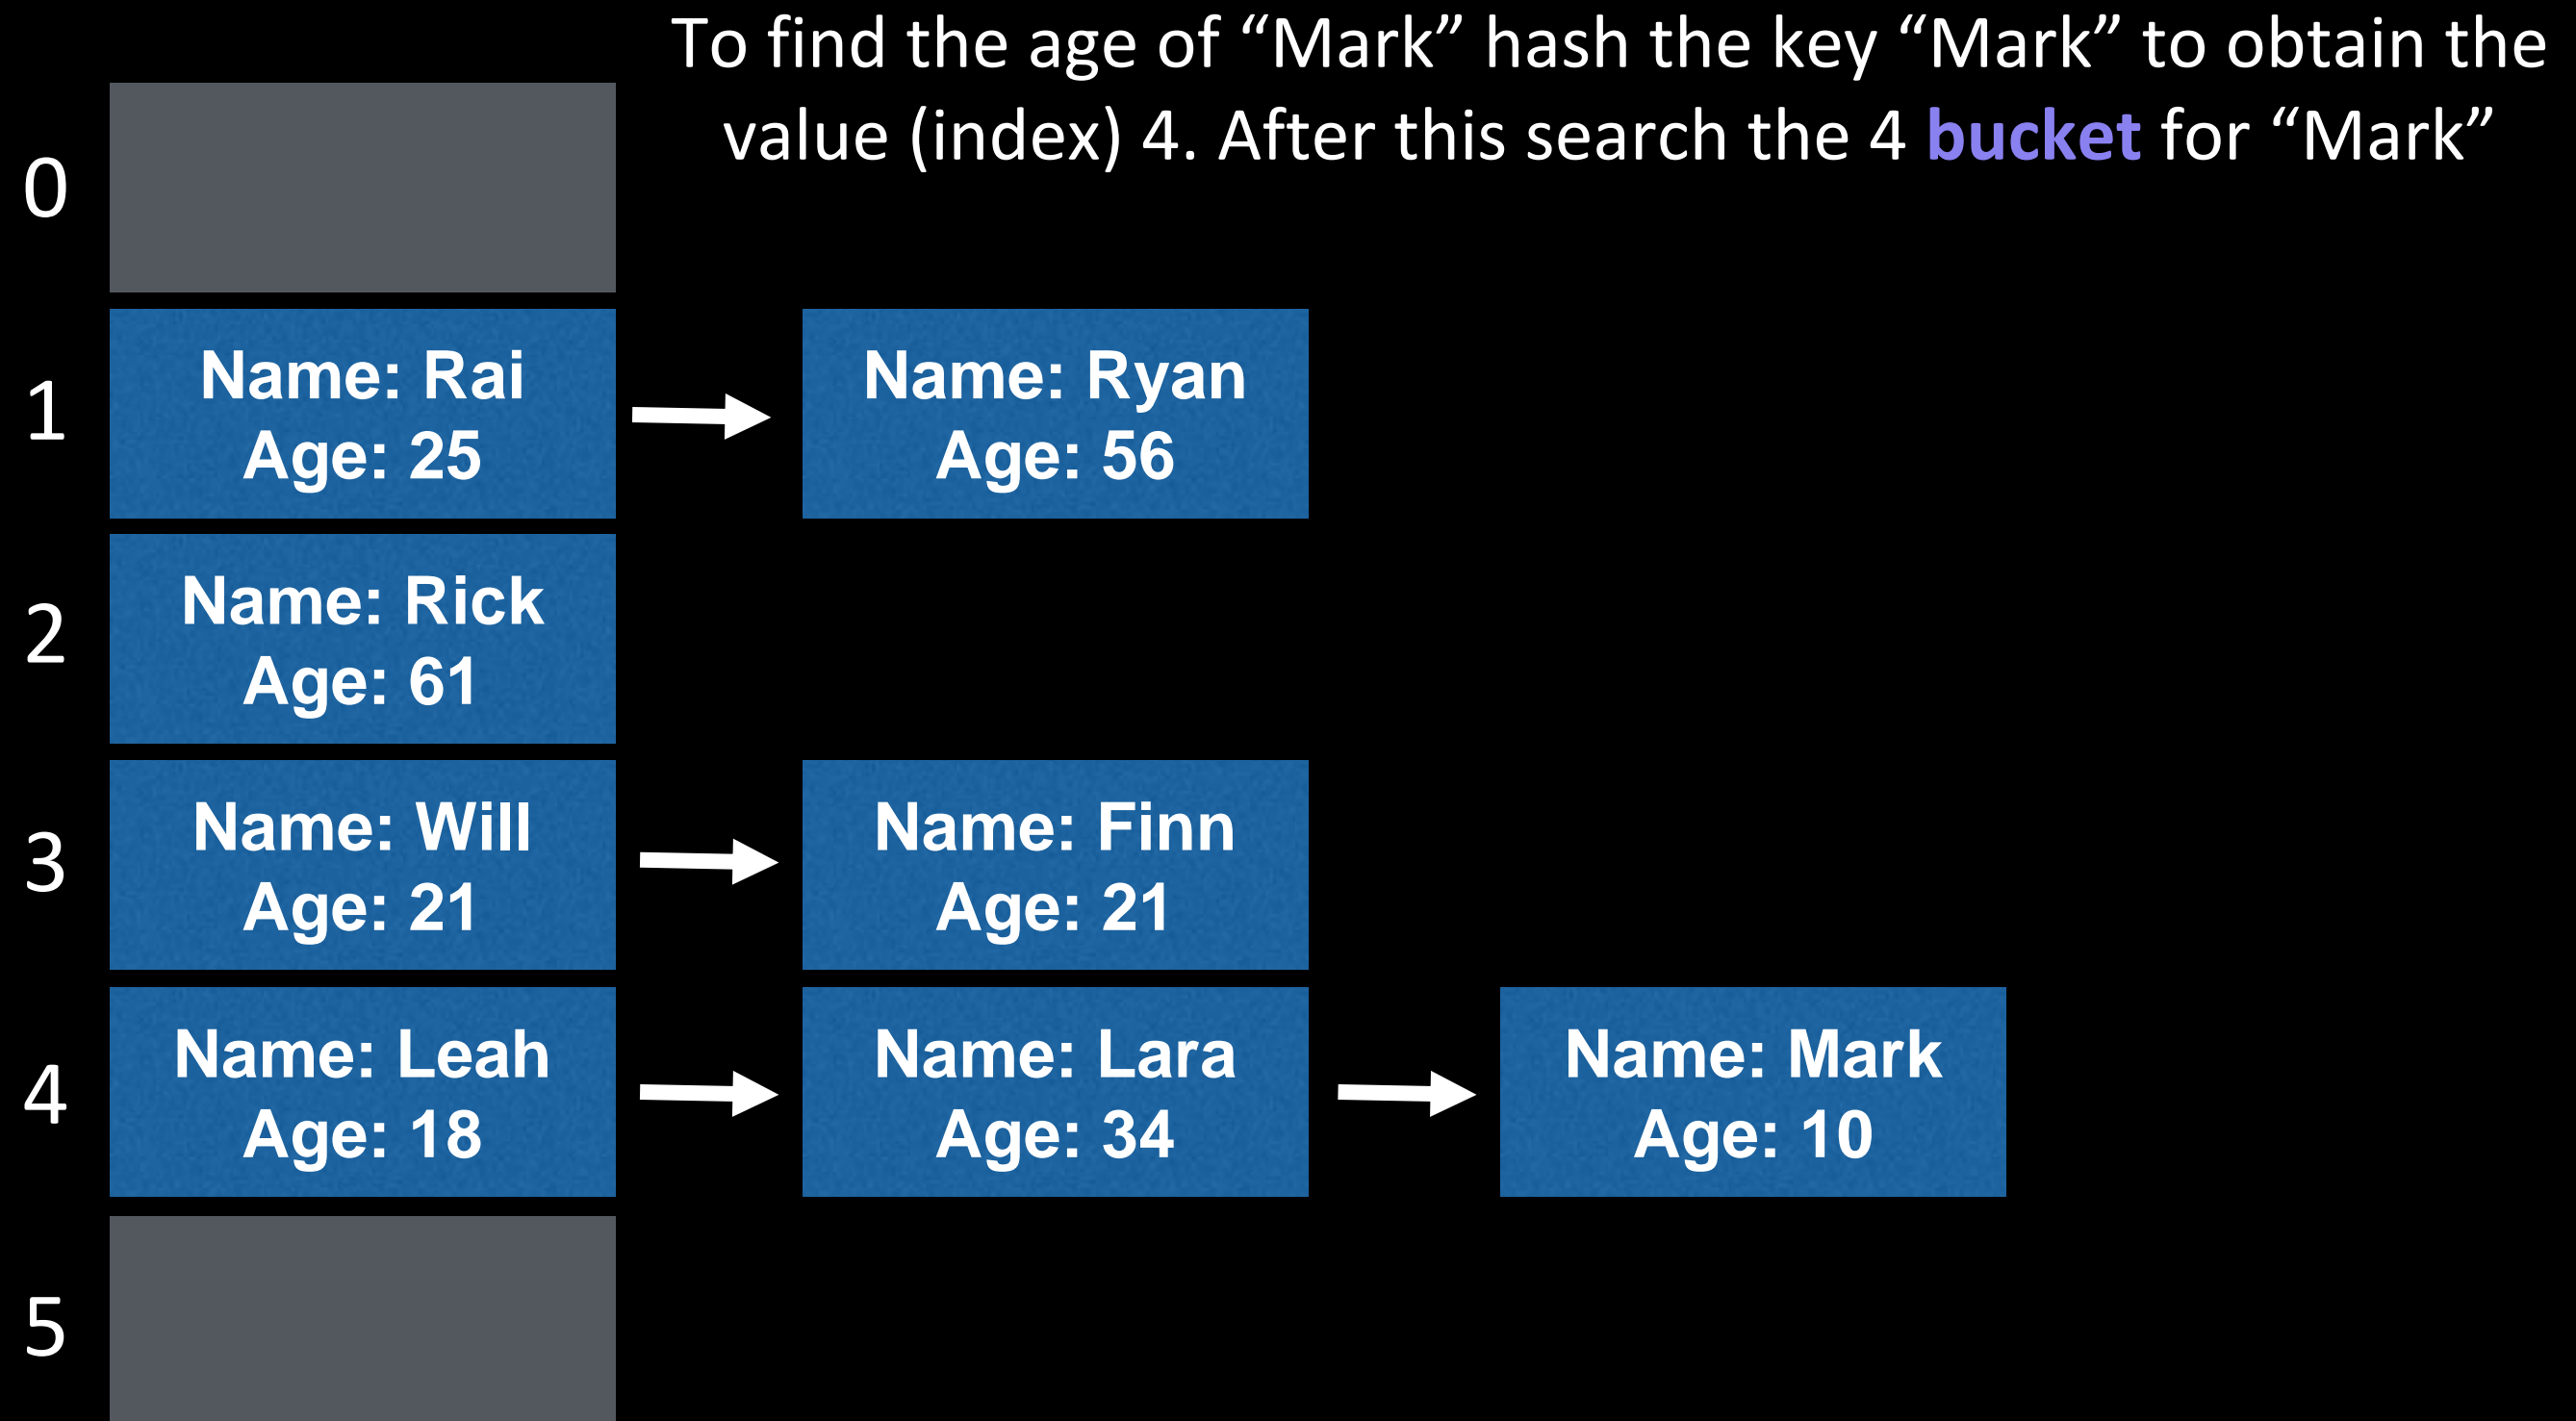 To find the age of “Mark” hash the key “Mark” to obtain the
value (index) 4. After this search the 4 bucket for “Mark”
0
1
Name: Rai
Age: 25
Name: Ryan
Age: 56
2
Name: Rick
Age: 61
3
Name: Will
Age: 21
Name: Finn
Age: 21
4
Name: Leah
Age: 18
Name: Lara
Age: 34
Name: Mark
Age: 10
5